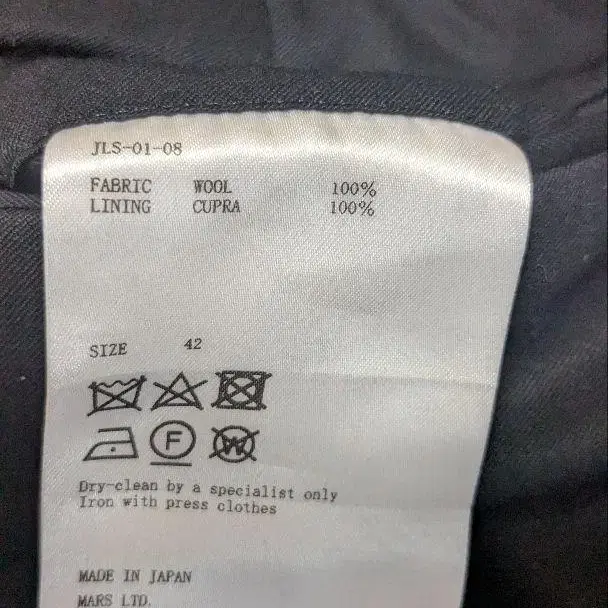 JLS-01-08
FABRIC WOOL 100%
LINING CUPRA 100%
SIZE 42
F W
Dry-clean by a specialist only
Iron with press clothes
MADE IN JAPAN
MARS LTD.